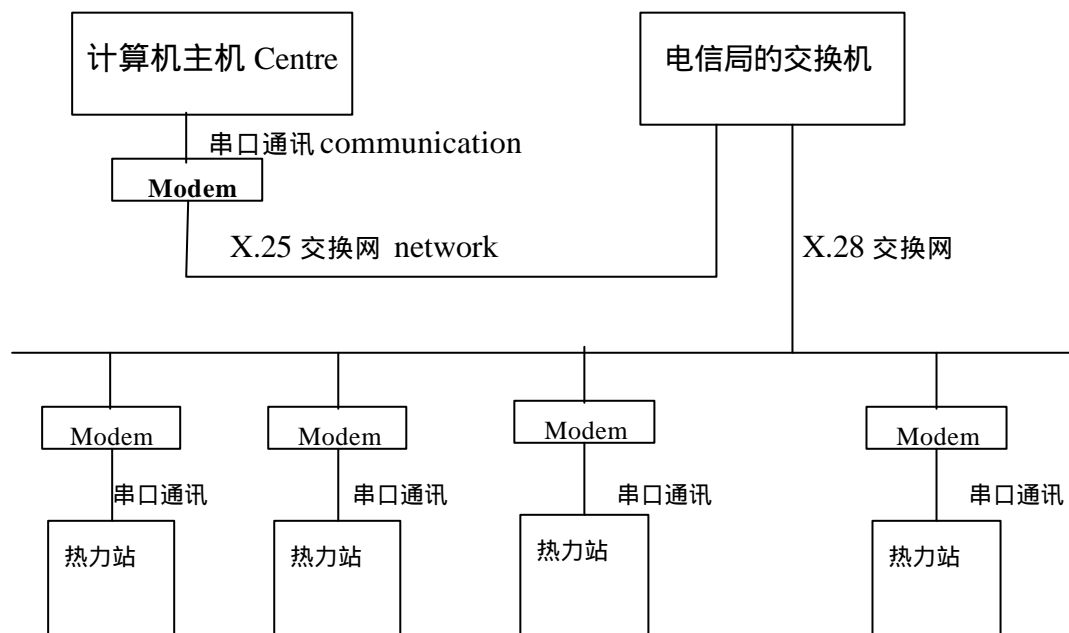 计算机主机 Centre
电信局的交换机
串口通讯 communication
Modem
X.25 交换网 network
X.28 交换网
Modem
Modem
Modem
Modem
串口通讯
串口通讯
串口通讯
串口通讯
热力站
热力站
热力站
热力站